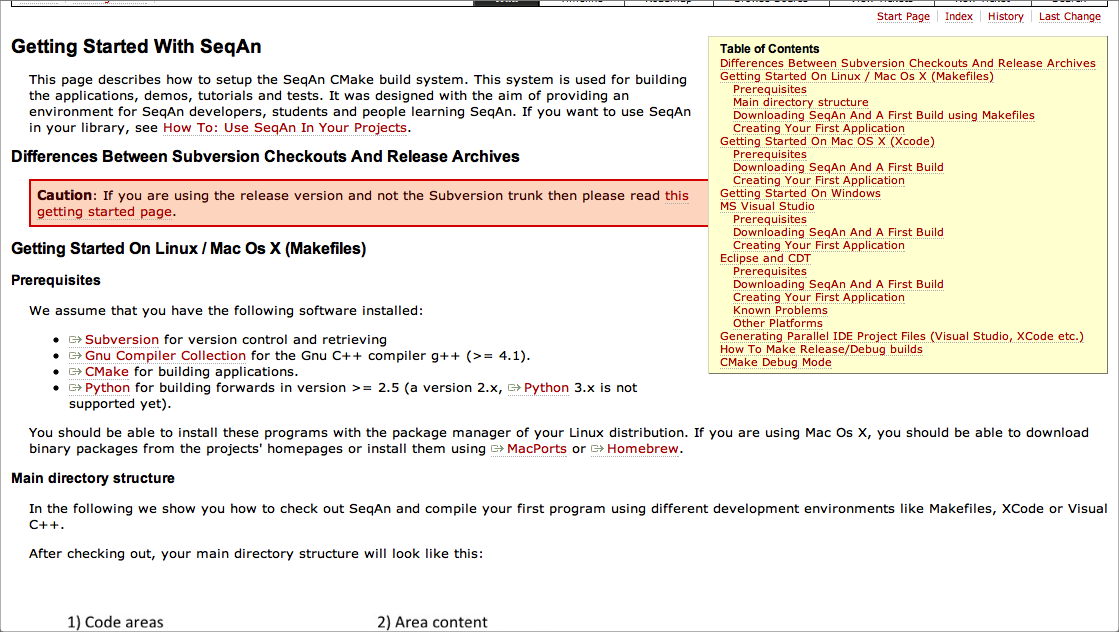 Start Page Index History Last Change
Getting Started With SeqAn
This page describes how to setup the SeqAn CMake build system. This system is used for building
the applications, demos, tutorials and tests. It was designed with the aim of providing an
environment for SeqAn developers, students and people learning SeqAn. If you want to use SeqAn
in your library, see How To: Use SeqAn In Your Projects.
Table of Contents
Differences Between Subversion Checkouts And Release Archives
Getting Started On Linux / Mac Os X (Makefiles)
Prerequisites
Main directory structure
Downloading SeqAn And A First Build using Makefiles
Creating Your First Application
Getting Started On Mac OS X (Xcode)
Prerequisites
Downloading SeqAn And A First Build
Creating Your First Application
Getting Started On Windows
MS Visual Studio
Prerequisites
Downloading SeqAn And A First Build
Creating Your First Application
Eclipse and CDT
Prerequisites
Downloading SeqAn And A First Build
Creating Your First Application
Known Problems
Other Platforms
Generating Parallel IDE Project Files (Visual Studio, XCode etc.)
How To Make Release/Debug builds
CMake Debug Mode
Differences Between Subversion Checkouts And Release Archives
Caution: If you are using the release version and not the Subversion trunk then please read this
getting started page.
Getting Started On Linux / Mac Os X (Makefiles)
Prerequisites
We assume that you have the following software installed:
• Subversion for version control and retrieving
• Gnu Compiler Collection for the Gnu C++ compiler g++ (>= 4.1).
• CMake for building applications.
• Python for building forwards in version >= 2.5 (a version 2.x, Python 3.x is not
supported yet).
You should be able to install these programs with the package manager of your Linux distribution. If you are using Mac Os X, you should be able to download
binary packages from the projects' homepages or install them using MacPorts or Homebrew.
Main directory structure
In the following we show you how to check out SeqAn and compile your first program using different development environments like Makefiles, XCode or Visual
C++.
After checking out, your main directory structure will look like this:
1) Code areas 2) Area content